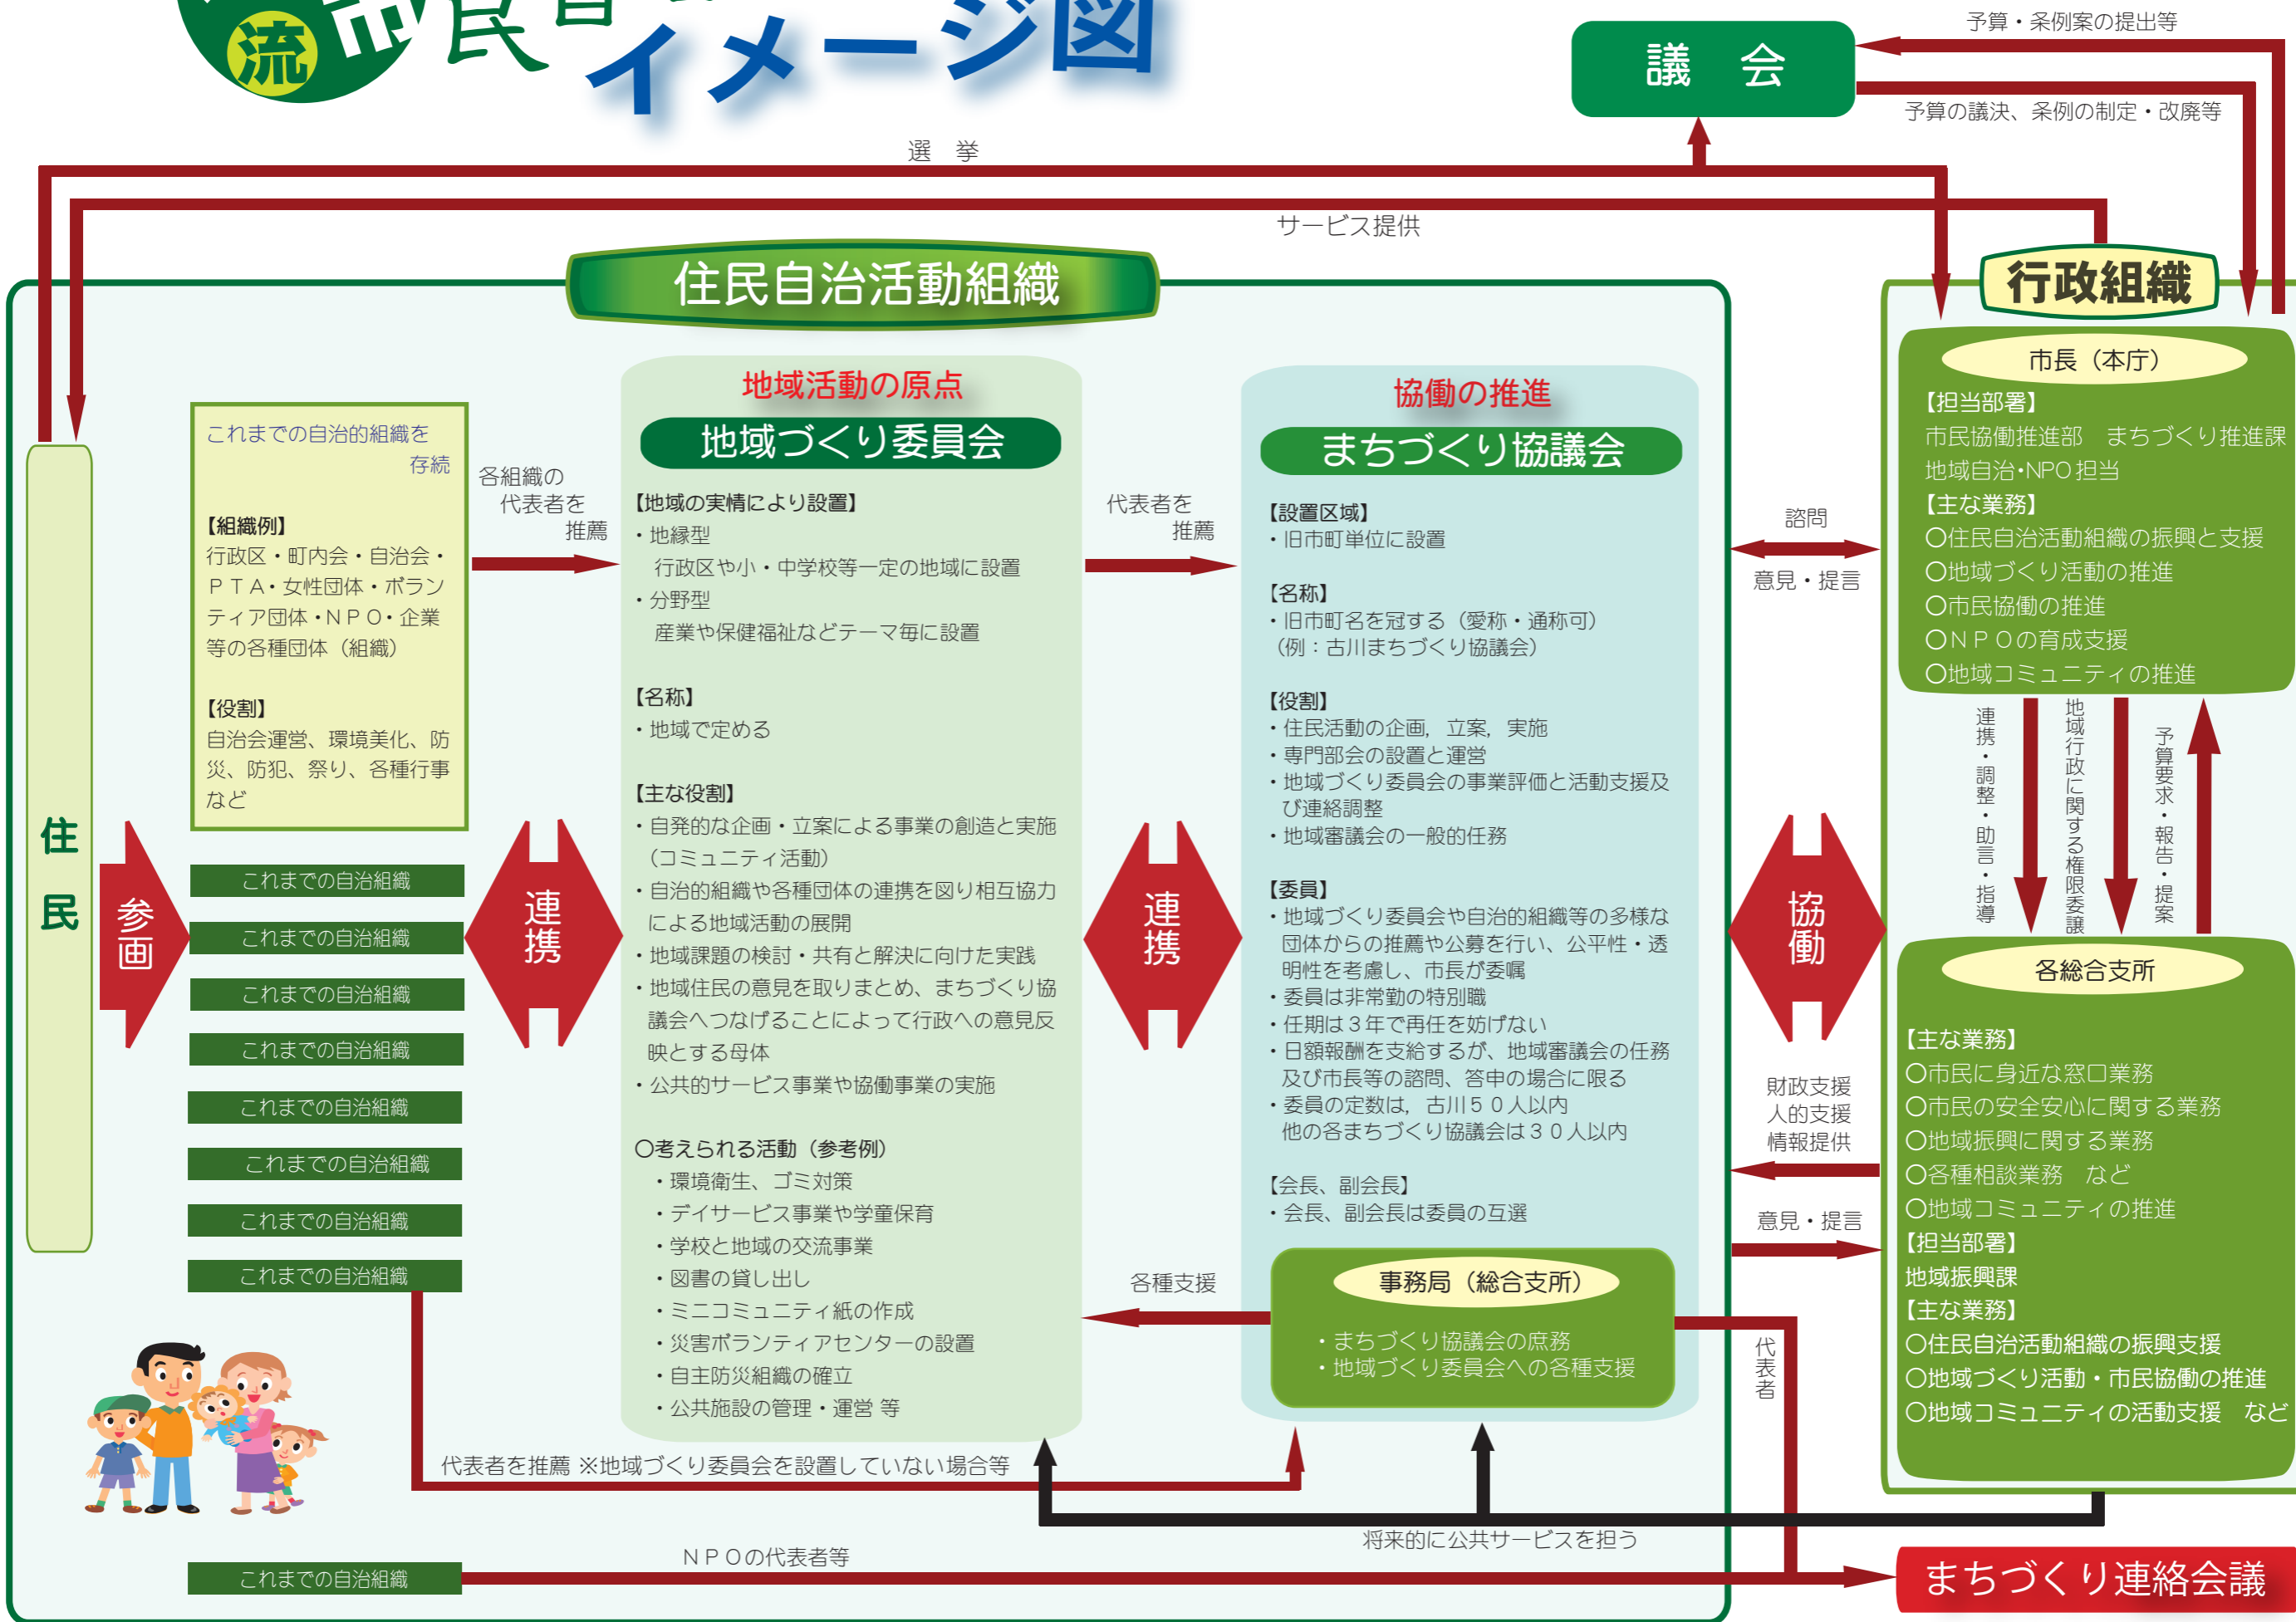 流
市民自
イメージ図
議　会
予算・条例案の提出等
予算の議決、条例の制定・改廃等
選　挙
サービス提供
住民自治活動組織
行政組織
住民
参画
これまでの自治的組織を
存続
【組織例】
行政区・町内会・自治会・
ＰＴＡ・女性団体・ボラン
ティア団体・ＮＰＯ・企業
等の各種団体（組織）
【役割】
自治会運営、環境美化、防
災、防犯、祭り、各種行事
など
これまでの自治組織
これまでの自治組織
これまでの自治組織
これまでの自治組織
これまでの自治組織
これまでの自治組織
これまでの自治組織
これまでの自治組織
各組織の
代表者を
推薦
連携
地域活動の原点
地域づくり委員会
【地域の実情により設置】
・地縁型
行政区や小・中学校等一定の地域に設置
・分野型
産業や保健福祉などテーマ毎に設置
【名称】
・地域で定める
【主な役割】
・自発的な企画・立案による事業の創造と実施
（コミュニティ活動）
・自治的組織や各種団体の連携を図り相互協力
による地域活動の展開
・地域課題の検討・共有と解決に向けた実践
・地域住民の意見を取りまとめ、まちづくり協
議会へつなげることによって行政への意見反
映とする母体
・公共的サービス事業や協働事業の実施
○考えられる活動（参考例）
・環境衛生、ゴミ対策
・デイサービス事業や学童保育
・学校と地域の交流事業
・図書の貸し出し
・ミニコミュニティ紙の作成
・災害ボランティアセンターの設置
・自主防災組織の確立
・公共施設の管理・運営 等
代表者を
推薦
連携
各種支援
協働の推進
まちづくり協議会
【設置区域】
・旧市町単位に設置
【名称】
・旧市町名を冠する（愛称・通称可）
（例：古川まちづくり協議会）
【役割】
・住民活動の企画，立案，実施
・専門部会の設置と運営
・地域づくり委員会の事業評価と活動支援及
び連絡調整
・地域審議会の一般的任務
【委員】
・地域づくり委員会や自治的組織等の多様な
団体からの推薦や公募を行い、公平性・透
明性を考慮し、市長が委嘱
・委員は非常勤の特別職
・任期は３年で再任を妨げない
・日額報酬を支給するが、地域審議会の任務
及び市長等の諮問、答申の場合に限る
・委員の定数は，古川５０人以内
他の各まちづくり協議会は３０人以内
【会長、副会長】
・会長、副会長は委員の互選
事務局（総合支所）
・まちづくり協議会の庶務
・地域づくり委員会への各種支援
代表者
諮問
意見・提言
協働
財政支援
人的支援
情報提供
意見・提言
市長（本庁）
【担当部署】
市民協働推進部　まちづくり推進課
地域自治・NPO担当
【主な業務】
○住民自治活動組織の振興と支援
○地域づくり活動の推進
○市民協働の推進
○ＮＰＯの育成支援
○地域コミュニティの推進
連携・調整・助言・指導
地域行政に関する権限委譲
予算要求・報告・提案
各総合支所
【主な業務】
○市民に身近な窓口業務
○市民の安全安心に関する業務
○地域振興に関する業務
○各種相談業務　など
○地域コミュニティの推進
【担当部署】
地域振興課
【主な業務】
○住民自治活動組織の振興支援
○地域づくり活動・市民協働の推進
○地域コミュニティの活動支援　など
代表者を推薦 ※地域づくり委員会を設置していない場合等
将来的に公共サービスを担う
ＮＰＯの代表者等
これまでの自治組織
まちづくり連絡会議